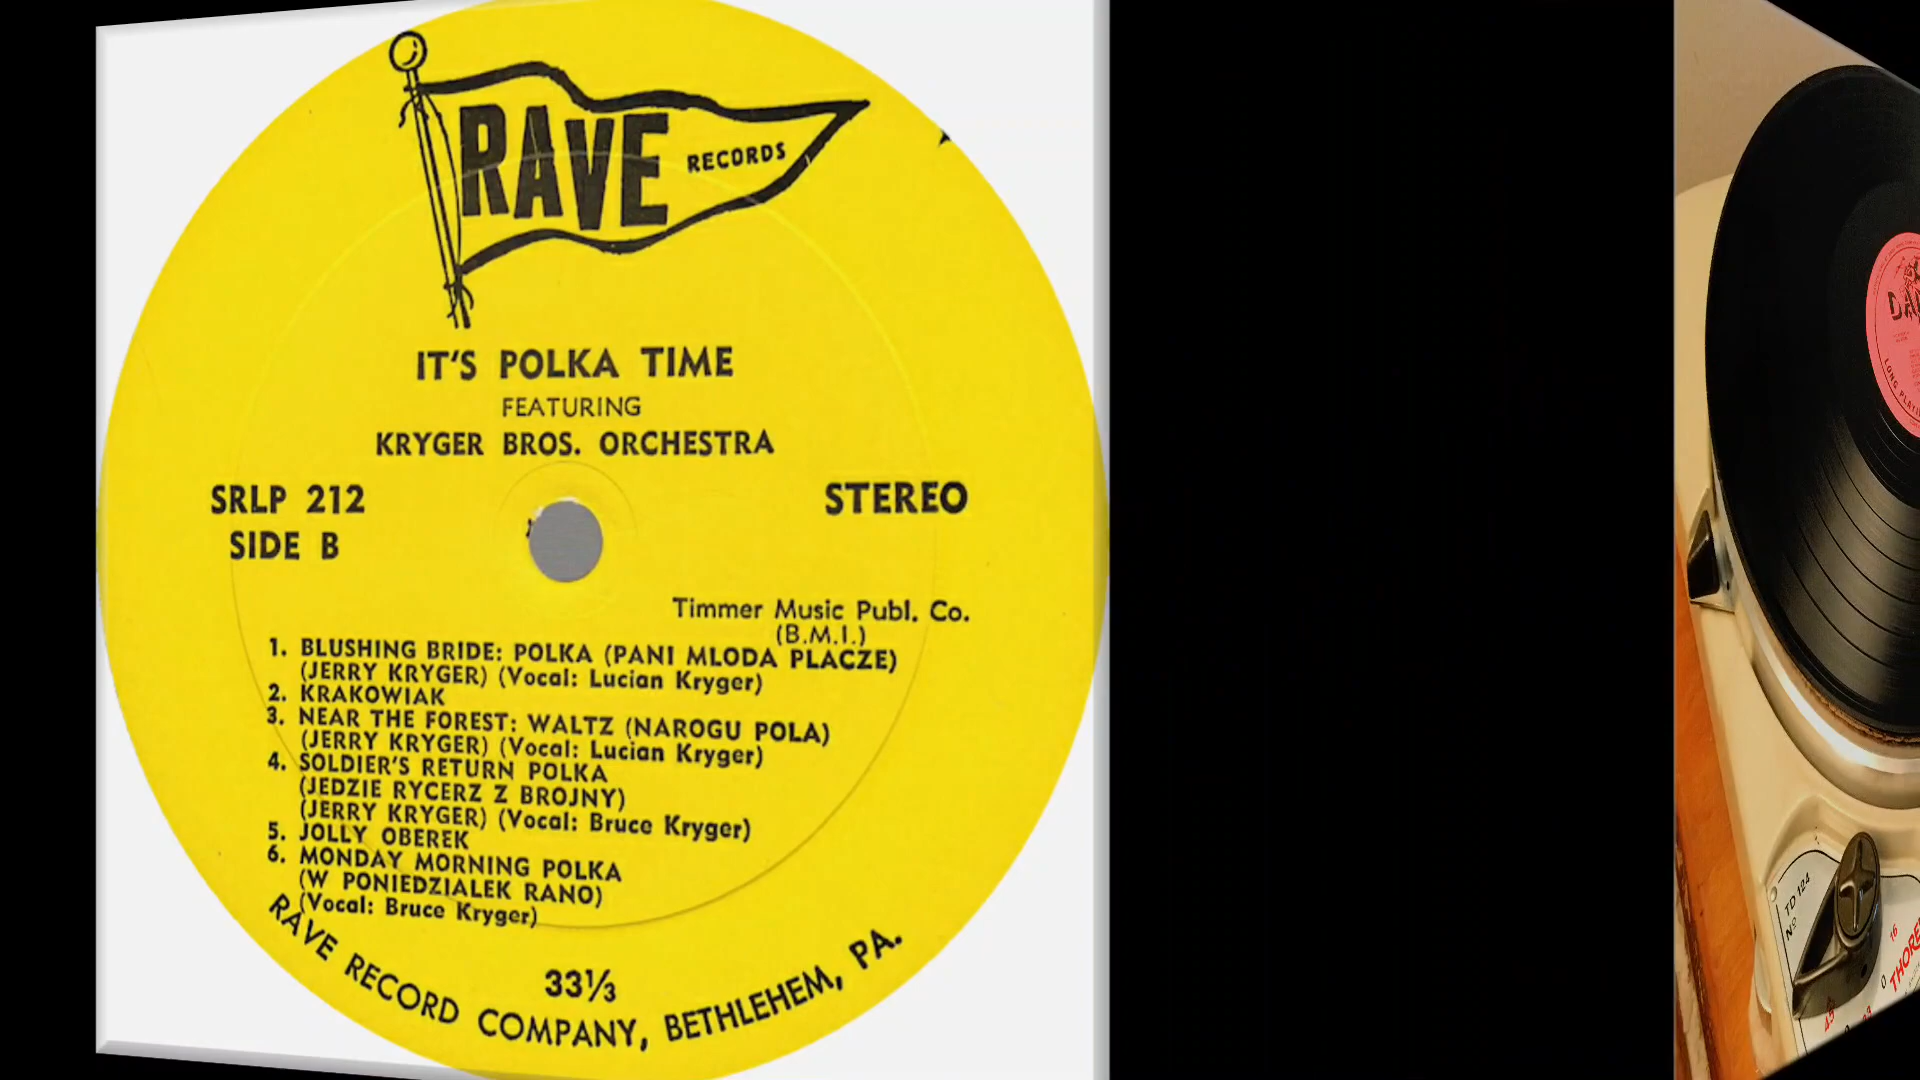 RAVE RECORDS
IT'S POLKA TIME
FEATURING
KRYGER BROS. ORCHESTRA
SRLP 212
SIDE B
STEREO
Timmer Music Publ. Co.
(B.M.I.)
1. BLUSHING BRIDE: POLKA (PANI MLODA PLACZE)
(JERRY KRYGER) (Vocal: Lucian Kryger)
2. KRAKOWIAK
3. NEAR THE FOREST: WALTZ (NAROGU POLA)
(JERRY KRYGER) (Vocal: Lucian Kryger)
4. SOLDIER'S RETURN POLKA
(JEDZIE RYCERZ Z BROJNY)
(JERRY KRYGER) (Vocal: Bruce Kryger)
5. JOLLY OBEREK
6. MONDAY MORNING POLKA
(W PONIEDZIALEK RANO)
(Vocal: Bruce Kryger)
33⅓
RAVE RECORD COMPANY, BETHLEHEM, PA.
LONG
TD 124
No
16
45